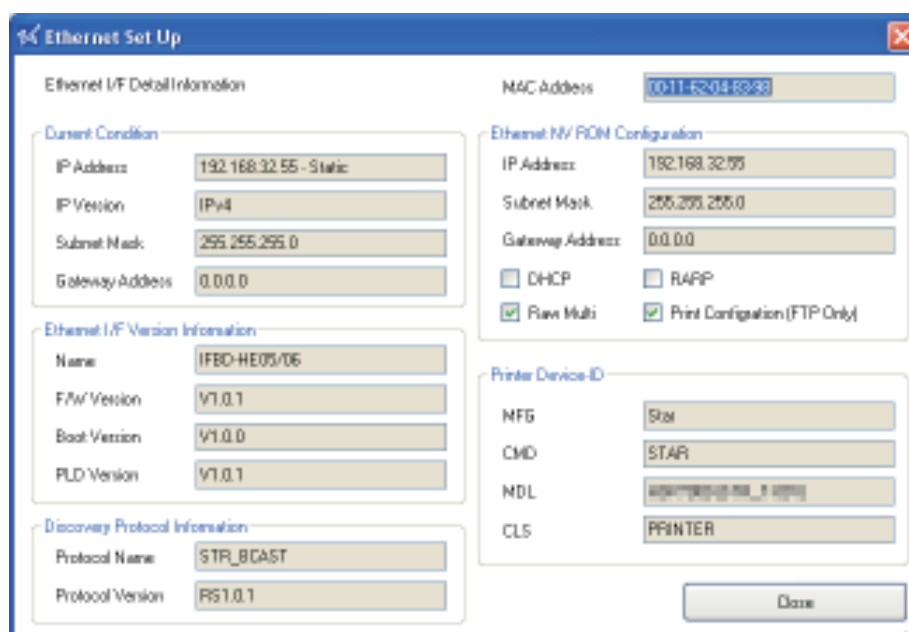 Ethernet Set Up
Ethernet I/F Detail Information
MAC Address 00-11-62-04-83-98
Current Condition
IP Address 192.168.32.55 - Static
IP Version IPv4
Subnet Mask 255.255.255.0
Gateway Address 0.0.0.0
Ethernet I/F Version Information
Name IFBD-HE05/06
F/W Version V1.0.1
Boot Version V1.0.0
PLD Version V1.0.1
Discovery Protocol Information
Protocol Name STR_BCAST
Protocol Version RS1.0.1
Ethernet NV ROM Configuration
IP Address 192.168.32.55
Subnet Mask 255.255.255.0
Gateway Address 0.0.0.0
DHCP RARP
Raw Multi Print Configration (FTP Only)
Printer Device-ID
MFG Star
CMD STAR
MDL
CLS PRINTER
Close